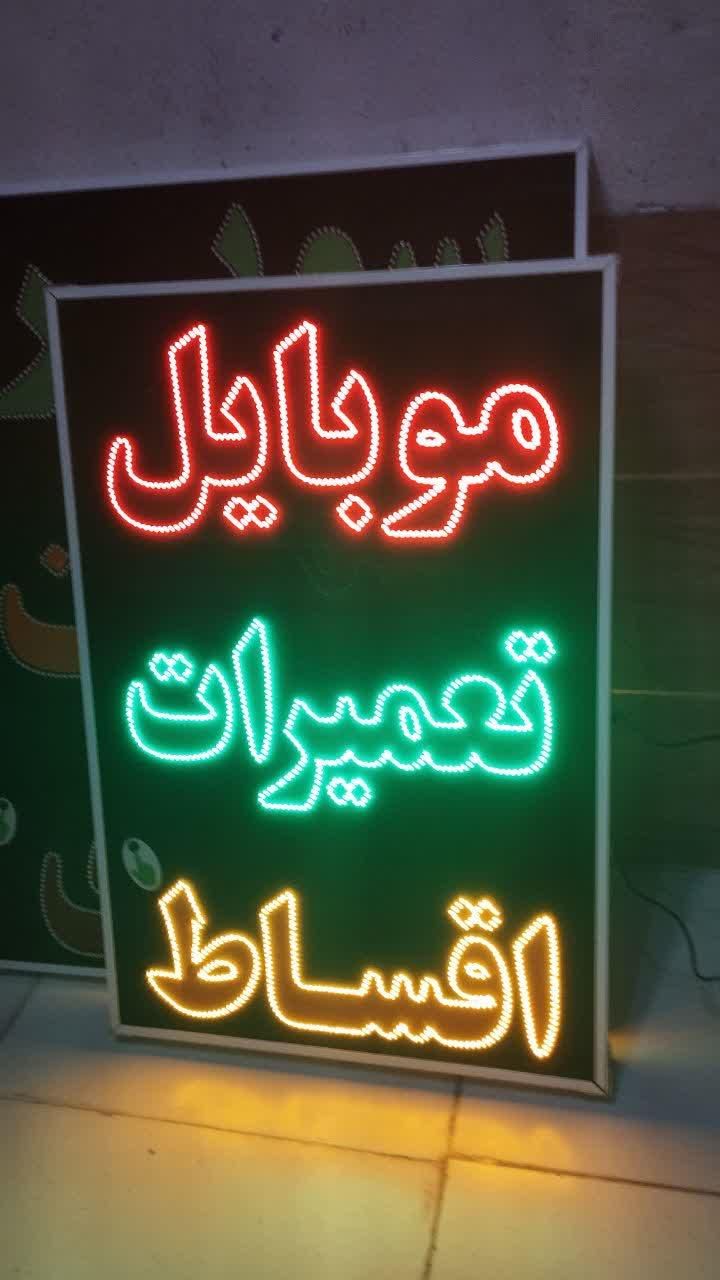 موبایل
تعمیرات
اقساط